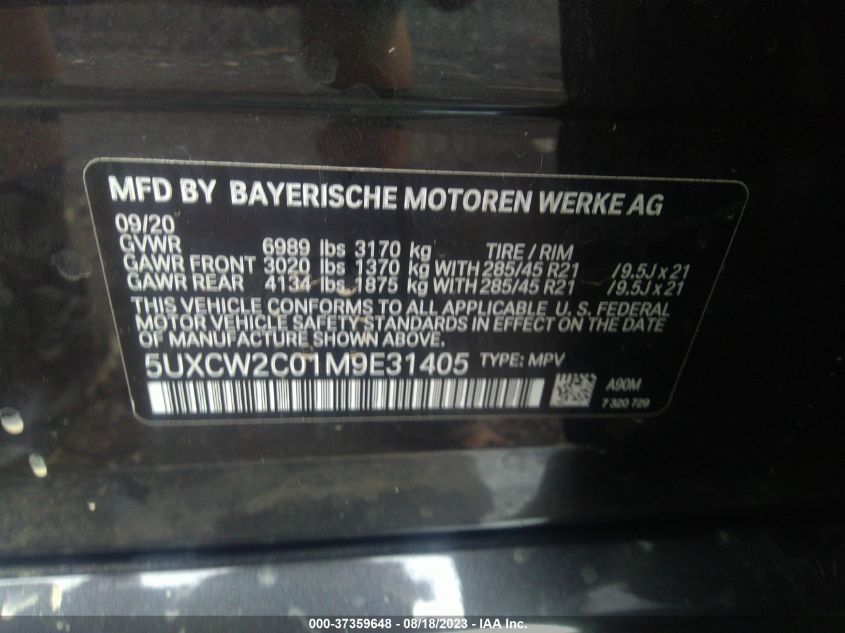 MFD BY BAYERISCHE MOTOREN WERKE AG
09/20
GVWR 6989 lbs 3170 kg TIRE / RIM
GAWR FRONT 3020 lbs 1370 kg WITH 285/45 R21 /9.5J x 21
GAWR REAR 4134 lbs 1875 kg WITH 285/45 R21 /9.5J x 21
THIS VEHICLE CONFORMS TO ALL APPLICABLE U. S. FEDERAL
MOTOR VEHICLE SAFETY STANDARDS IN EFFECT ON THE DATE
OF MANUFACTURE SHOWN ABOVE.
5UXCW2C01M9E31405 TYPE: MPV
A90M
7 320 729
000-37359648 - 08/18/2023 - IAA Inc.